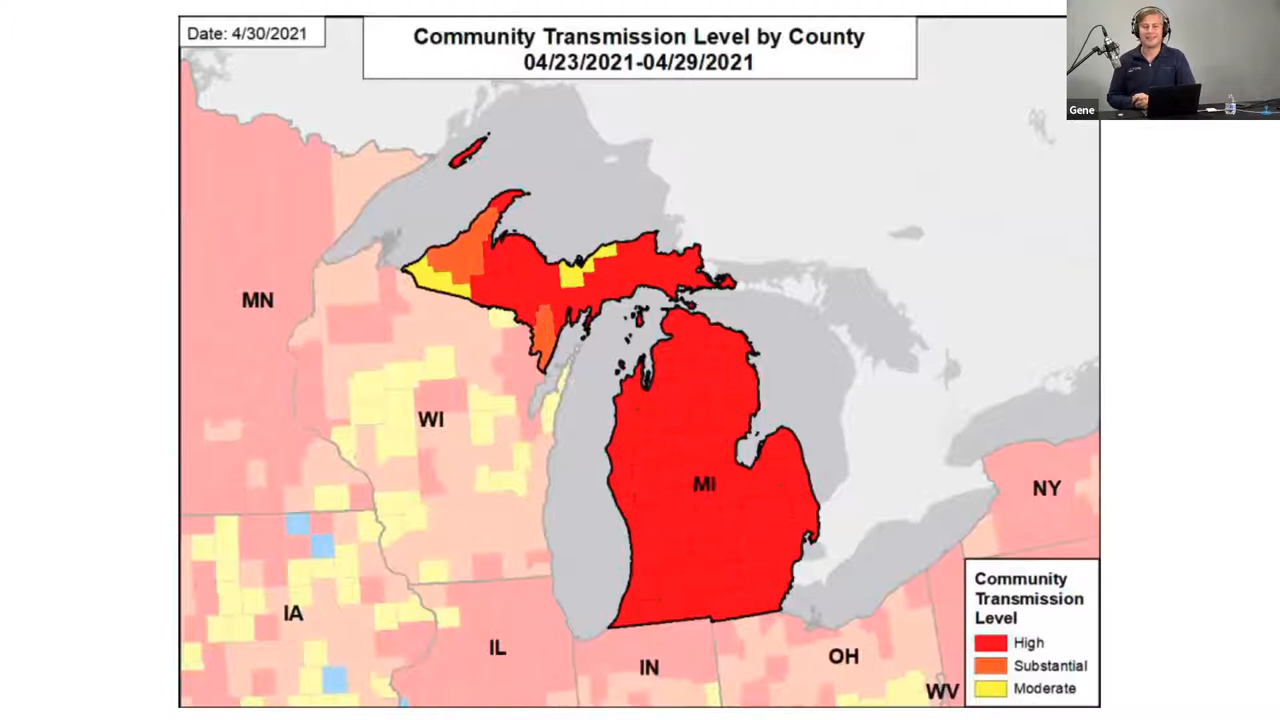 Date: 4/30/2021
Community Transmission Level by County
04/23/2021-04/29/2021
Gene
MN
WI
MI
NY
IA
IL
IN
OH
WV
Community
Transmission
Level
High
Substantial
Moderate